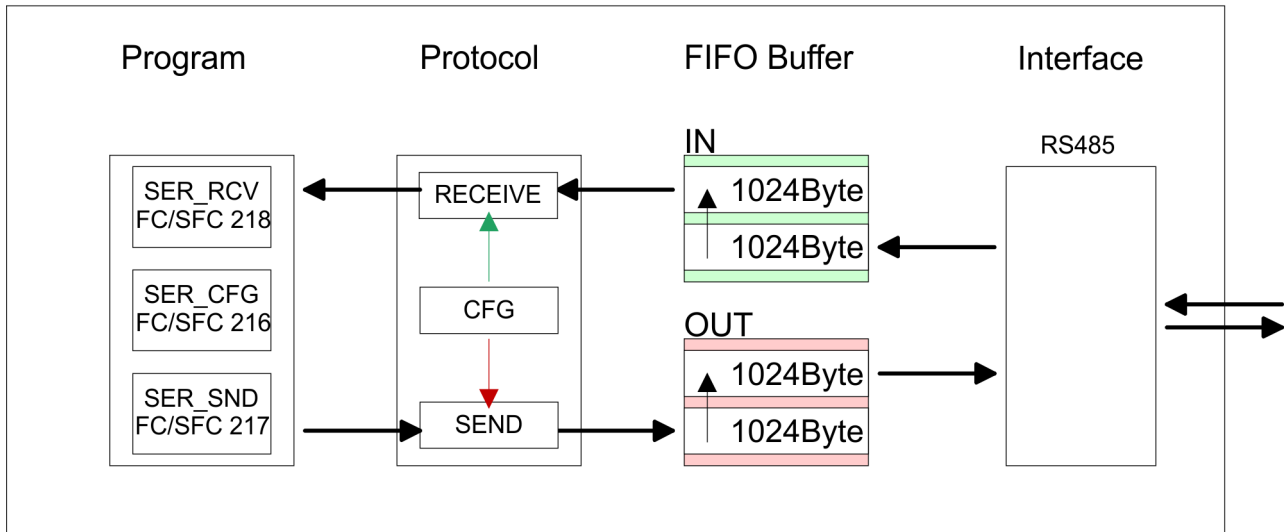 Program
Protocol
FIFO Buffer
Interface
SER_RCV
FC/SFC 218
SER_CFG
FC/SFC 216
SER_SND
FC/SFC 217
RECEIVE
CFG
SEND
IN
1024Byte
1024Byte
OUT
1024Byte
1024Byte
RS485